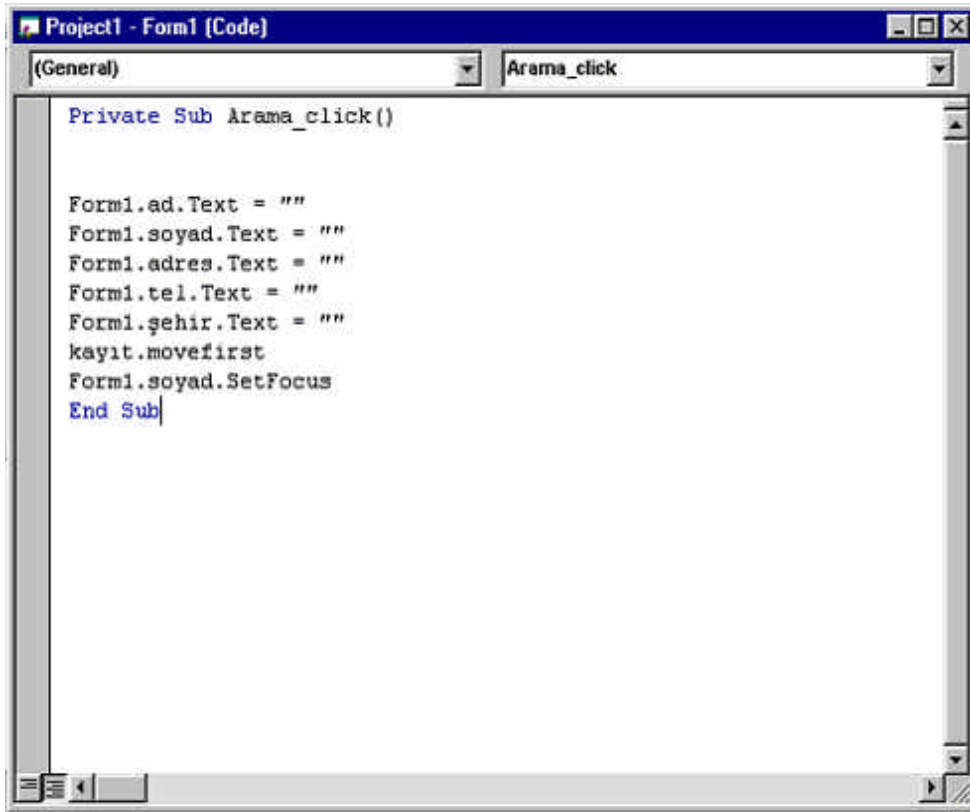 Project1 - Form1 (Code)
(General) Arama_click
Private Sub Arama_click()
Form1.ad.Text = ""
Form1.soyad.Text = ""
Form1.adres.Text = ""
Form1.tel.Text = ""
Form1.şehir.Text = ""
kayıt.movefirst
Form1.soyad.SetFocus
End Sub